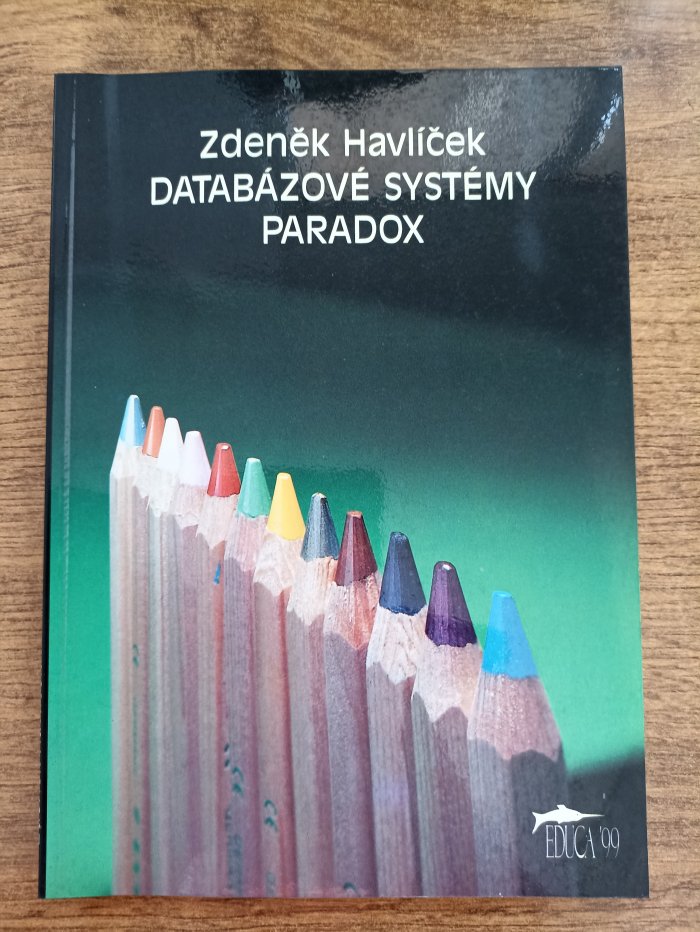 Zdeněk Havlíček
DATABÁZOVÉ SYSTÉMY
PARADOX
EDUCA '99